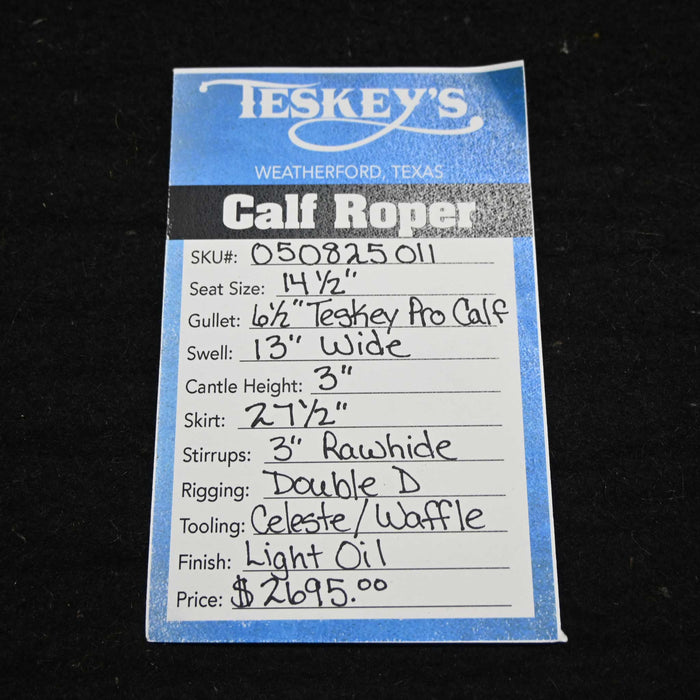 TESKEY'S
WEATHERFORD, TEXAS
Calf Roper
SKU#: 050825011
Seat Size: 14 1/2"
Gullet: 6 1/2" Teskey Pro Calf
Swell: 13" Wide
Cantle Height: 3"
Skirt: 27 1/2"
Stirrups: 3" Rawhide
Rigging: Double D
Tooling: Celeste/Waffle
Finish: Light Oil
Price: $2695.00